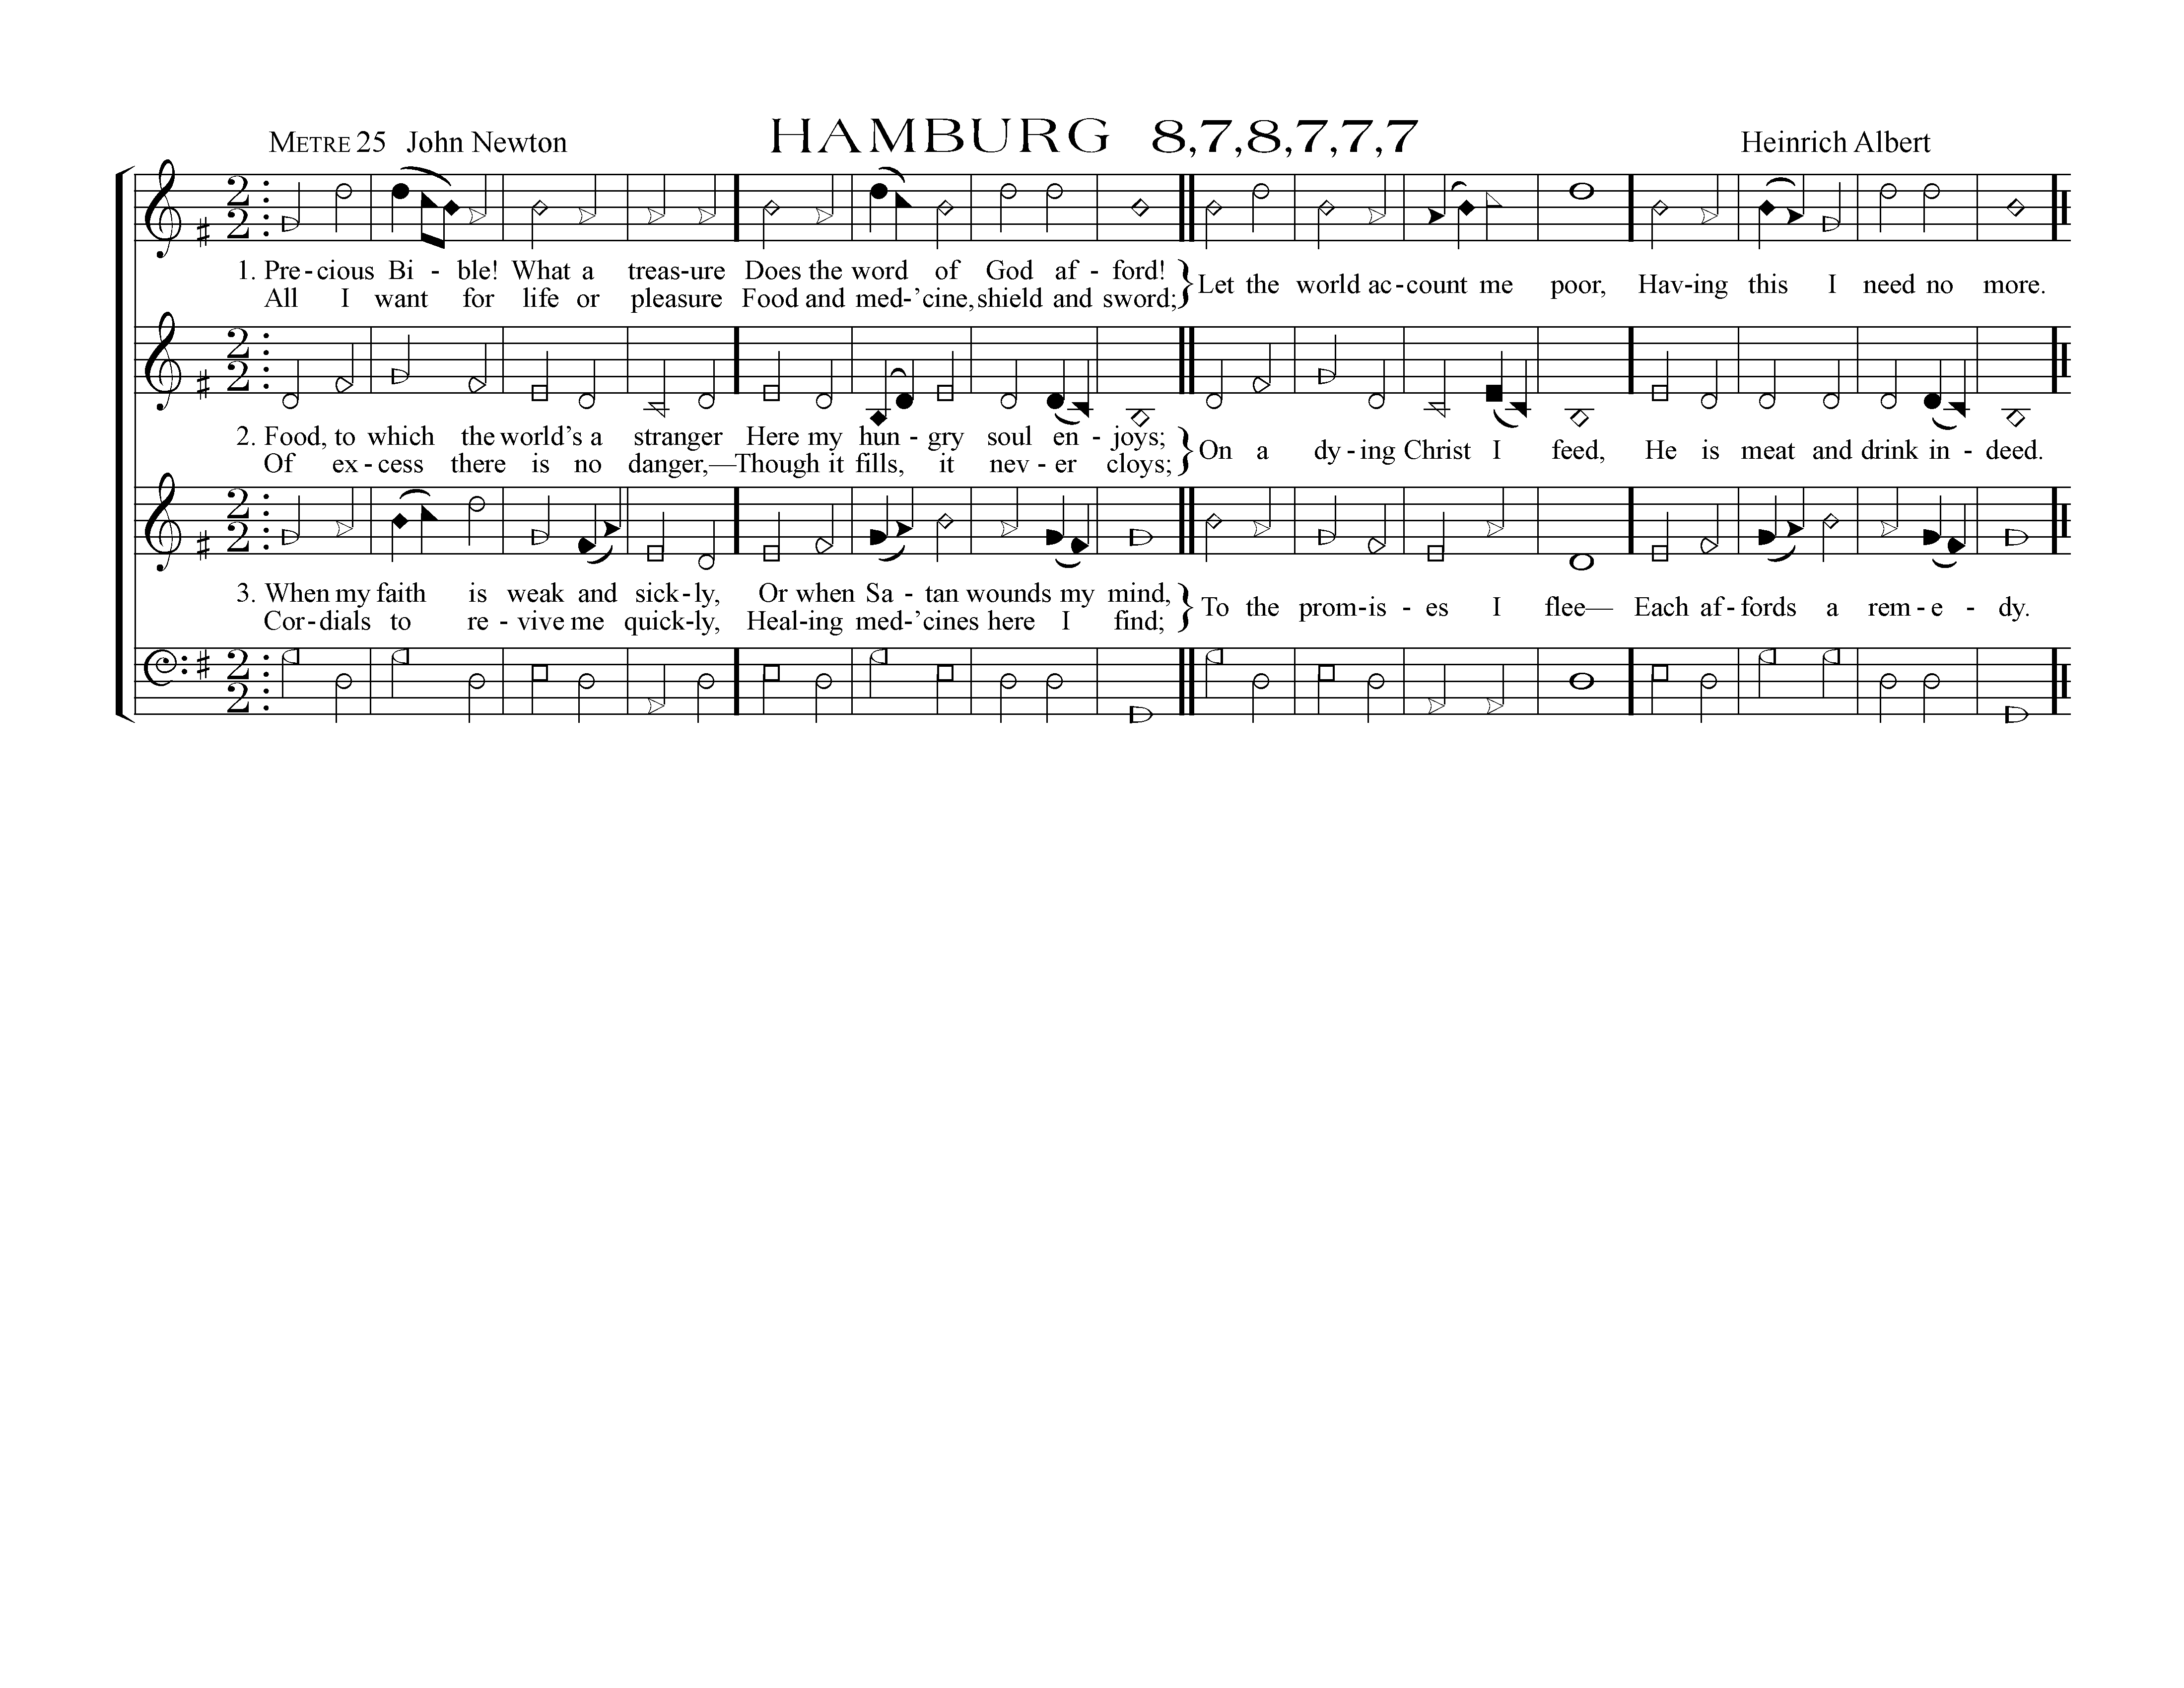 METRE 25 John Newton HAMBURG 8,7,8,7,7,7 Heinrich Albert
2 2
1. Pre-cious Bi - ble! What a treas-ure Does the word of God af - ford! } Let the world ac-count me poor, Hav-ing this I need no more.
All I want for life or pleasure Food and med-’cine, shield and sword;
2 2
2. Food, to which the world’s a stranger Here my hun - gry soul en - joys; } On a dy - ing Christ I feed, He is meat and drink in - deed.
Of ex - cess there is no danger,—Though it fills, it nev - er cloys;
2 2
3. When my faith is weak and sick-ly, Or when Sa - tan wounds my mind, } To the prom-is - es I flee— Each af-fords a rem - e - dy.
Cor-dials to re - vive me quick-ly, Heal-ing med-’cines here I find;
2 2